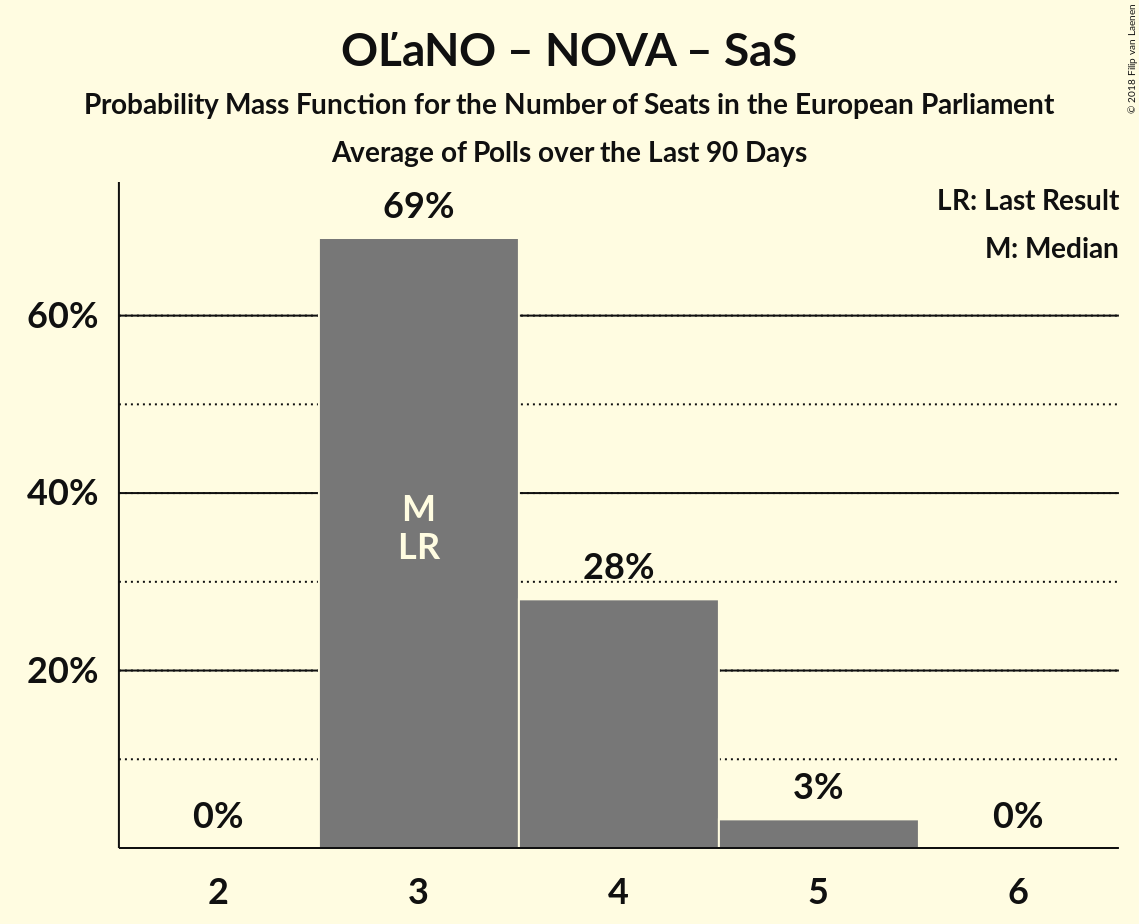 OĽaNO – NOVA – SaS
Probability Mass Function for the Number of Seats in the European Parliament
Average of Polls over the Last 90 Days
© 2018 Filip van Laenen
LR: Last Result
M: Median
69%
60%
40%
M
LR
28%
20%
3%
0%
0%
2
3
4
5
6